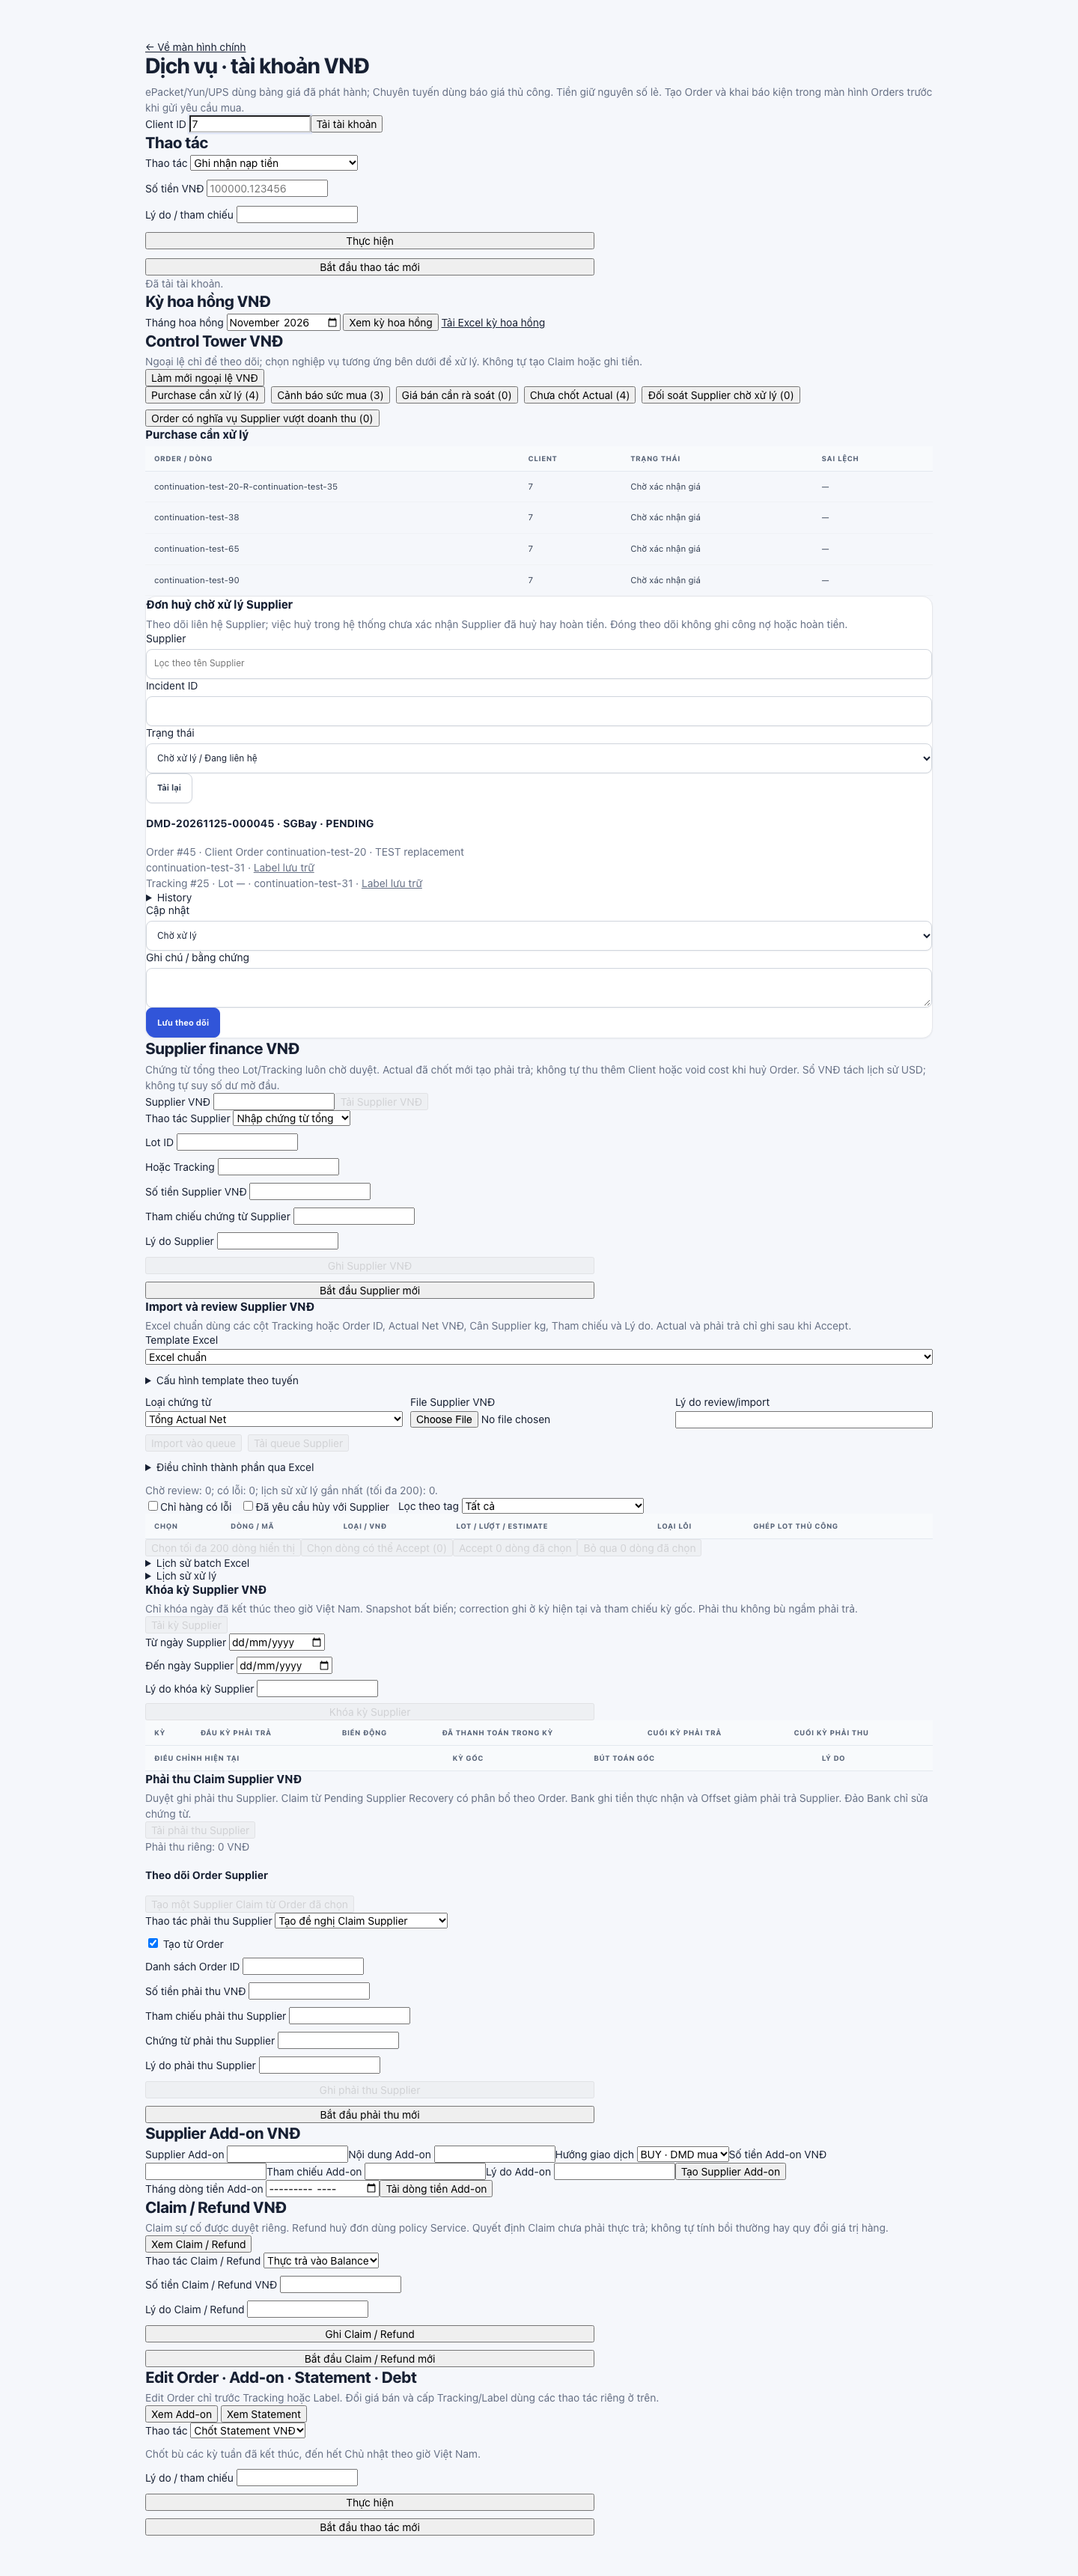 ← Về màn hình chính
Dịch vụ · tài khoản VNĐ
ePacket/Yun/UPS dùng bảng giá đã phát hành; Chuyên tuyến dùng báo giá thủ công. Tiền giữ nguyên số lẻ. Tạo Order và khai báo kiện trong màn hình Orders trước
khi gửi yêu cầu mua.
Client ID 7 Tải tài khoản
Thao tác
Thao tác Ghi nhận nạp tiền
Số tiền VNĐ 100000.123456
Lý do / tham chiếu
Thực hiện
Bắt đầu thao tác mới
Đã tải tài khoản.
Kỳ hoa hồng VNĐ
Tháng hoa hồng November 2026 Xem kỳ hoa hồng Tải Excel kỳ hoa hồng
Control Tower VNĐ
Ngoại lệ chỉ để theo dõi; chọn nghiệp vụ tương ứng bên dưới để xử lý. Không tự tạo Claim hoặc ghi tiền.
Làm mới ngoại lệ VNĐ
Purchase cần xử lý (4) Cảnh báo sức mua (3) Giá bán cần rà soát (0) Chưa chốt Actual (4) Đối soát Supplier chờ xử lý (0)
Order có nghĩa vụ Supplier vượt doanh thu (0)
Purchase cần xử lý
ORDER / DÒNG CLIENT TRẠNG THÁI SAI LỆCH
continuation-test-20-R-continuation-test-35 7 Chờ xác nhận giá —
continuation-test-38 7 Chờ xác nhận giá —
continuation-test-65 7 Chờ xác nhận giá —
continuation-test-90 7 Chờ xác nhận giá —
Đơn huỷ chờ xử lý Supplier
Theo dõi liên hệ Supplier; việc huỷ trong hệ thống chưa xác nhận Supplier đã huỷ hay hoàn tiền. Đóng theo dõi không ghi công nợ hoặc hoàn tiền.
Supplier
Lọc theo tên Supplier
Incident ID
Trạng thái
Chờ xử lý / Đang liên hệ
Tải lại
DMD-20261125-000045 · SGBay · PENDING
Order #45 · Client Order continuation-test-20 · TEST replacement
continuation-test-31 · Label lưu trữ
Tracking #25 · Lot — · continuation-test-31 · Label lưu trữ
▶ History
Cập nhật
Chờ xử lý
Ghi chú / bằng chứng
Lưu theo dõi
Supplier finance VNĐ
Chứng từ tổng theo Lot/Tracking luôn chờ duyệt. Actual đã chốt mới tạo phải trả; không tự thu thêm Client hoặc void cost khi huỷ Order. Sổ VNĐ tách lịch sử USD;
không tự suy số dư mở đầu.
Supplier VNĐ Tải Supplier VNĐ
Thao tác Supplier Nhập chứng từ tổng
Lot ID
Hoặc Tracking
Số tiền Supplier VNĐ
Tham chiếu chứng từ Supplier
Lý do Supplier
Ghi Supplier VNĐ
Bắt đầu Supplier mới
Import và review Supplier VNĐ
Excel chuẩn dùng các cột Tracking hoặc Order ID, Actual Net VNĐ, Cân Supplier kg, Tham chiếu và Lý do. Actual và phải trả chỉ ghi sau khi Accept.
Template Excel
Excel chuẩn
▶ Cấu hình template theo tuyến
Loại chứng từ File Supplier VNĐ Lý do review/import
Tổng Actual Net Choose File No file chosen
Import vào queue Tải queue Supplier
▶ Điều chỉnh thành phần qua Excel
Chờ review: 0; có lỗi: 0; lịch sử xử lý gần nhất (tối đa 200): 0.
Chỉ hàng có lỗi Đã yêu cầu hủy với Supplier Lọc theo tag Tất cả
CHỌN DÒNG / MÃ LOẠI / VNĐ LOT / LƯỢT / ESTIMATE LOẠI LỖI GHÉP LOT THỦ CÔNG
Chọn tối đa 200 dòng hiển thị Chọn dòng có thể Accept (0) Accept 0 dòng đã chọn Bỏ qua 0 dòng đã chọn
▶ Lịch sử batch Excel
▶ Lịch sử xử lý
Khóa kỳ Supplier VNĐ
Chỉ khóa ngày đã kết thúc theo giờ Việt Nam. Snapshot bất biến; correction ghi ở kỳ hiện tại và tham chiếu kỳ gốc. Phải thu không bù ngầm phải trả.
Tải kỳ Supplier
Từ ngày Supplier dd/mm/yyyy
Đến ngày Supplier dd/mm/yyyy
Lý do khóa kỳ Supplier
Khóa kỳ Supplier
KỲ ĐẦU KỲ PHẢI TRẢ BIẾN ĐỘNG ĐÃ THANH TOÁN TRONG KỲ CUỐI KỲ PHẢI TRẢ CUỐI KỲ PHẢI THU
ĐIỀU CHỈNH HIỆN TẠI KỲ GỐC BÚT TOÁN GỐC LÝ DO
Phải thu Claim Supplier VNĐ
Duyệt ghi phải thu Supplier. Claim từ Pending Supplier Recovery có phân bổ theo Order. Bank ghi tiền thực nhận và Offset giảm phải trả Supplier. Đảo Bank chỉ sửa
chứng từ.
Tải phải thu Supplier
Phải thu riêng: 0 VNĐ
Theo dõi Order Supplier
Tạo một Supplier Claim từ Order đã chọn
Thao tác phải thu Supplier Tạo đề nghị Claim Supplier
Tạo từ Order
Danh sách Order ID
Số tiền phải thu VNĐ
Tham chiếu phải thu Supplier
Chứng từ phải thu Supplier
Lý do phải thu Supplier
Ghi phải thu Supplier
Bắt đầu phải thu mới
Supplier Add-on VNĐ
Supplier Add-on Nội dung Add-on Hướng giao dịch BUY · DMD mua Số tiền Add-on VNĐ
Tham chiếu Add-on Lý do Add-on Tạo Supplier Add-on
Tháng dòng tiền Add-on --------- ---- Tải dòng tiền Add-on
Claim / Refund VNĐ
Claim sự cố được duyệt riêng. Refund huỷ đơn dùng policy Service. Quyết định Claim chưa phải thực trả; không tự tính bồi thường hay quy đổi giá trị hàng.
Xem Claim / Refund
Thao tác Claim / Refund Thực trả vào Balance
Số tiền Claim / Refund VNĐ
Lý do Claim / Refund
Ghi Claim / Refund
Bắt đầu Claim / Refund mới
Edit Order · Add-on · Statement · Debt
Edit Order chỉ trước Tracking hoặc Label. Đổi giá bán và cấp Tracking/Label dùng các thao tác riêng ở trên.
Xem Add-on Xem Statement
Thao tác Chốt Statement VNĐ
Chốt bù các kỳ tuần đã kết thúc, đến hết Chủ nhật theo giờ Việt Nam.
Lý do / tham chiếu
Thực hiện
Bắt đầu thao tác mới